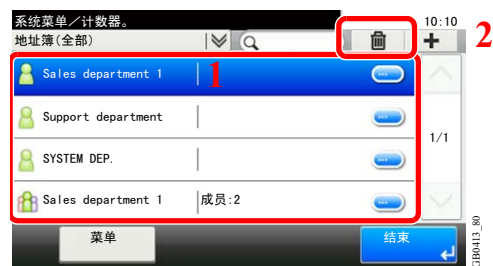 系统菜单／计数器。 10:10
地址簿(全部) 2
Sales department 1 1
Support department
1/1
SYSTEM DEP.
Sales department 1 成员:2
菜单 结束
GB0413_80